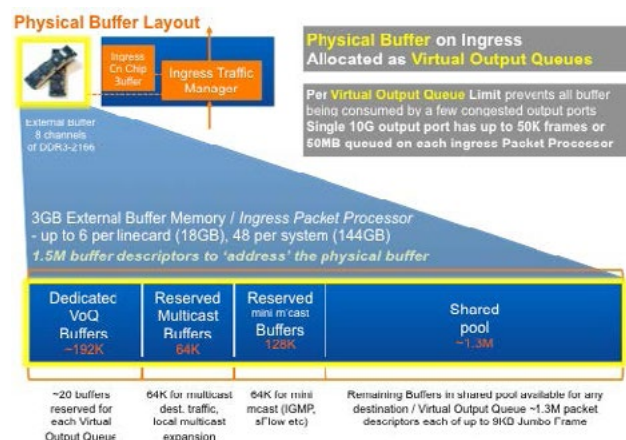 Physical Buffer Layout
Ingress
Cn Chip
Buffer
Ingress Traffic
Manager
External Buffer
8 channels
of DDR3-2166
Physical Buffer on Ingress
Allocated as Virtual Output Queues
Per Virtual Output Queue Limit prevents all buffer
being consumed by a few congested output ports
Single 10G output port has up to 50K frames or
50MB queued on each ingress Packet Processor
3GB External Buffer Memory / Ingress Packet Processor
- up to 6 per linecard (18GB), 48 per system (144GB)
1.5M buffer descriptors to 'address' the physical buffer
Dedicated
VoQ
Buffers
~192K
Reserved
Multicast
Buffers
64K
Reserved
mini m'cast
Buffers
128K
Shared
pool
~1.3M
~20 buffers
reserved for
each Virtual
Output Queue
64K for multicast
dest. traffic,
local multicast
expansion
64K for mini
mcast (IGMP,
sFlow etc)
Remaining Buffers in shared pool available for any
destination / Virtual Output Queue ~1.3M packet
descriptors each of up to 9KB Jumbo Frame